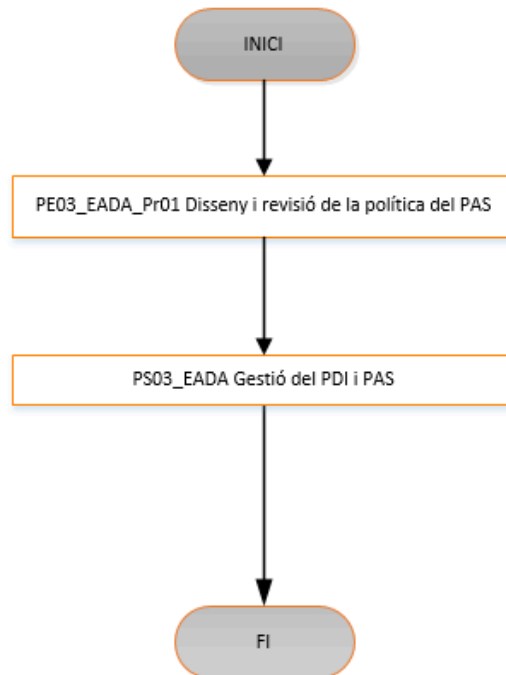 INICI
PE03_EADA_Pr01 Disseny i revisió de la política del PAS
PS03_EADA Gestió del PDI i PAS
FI